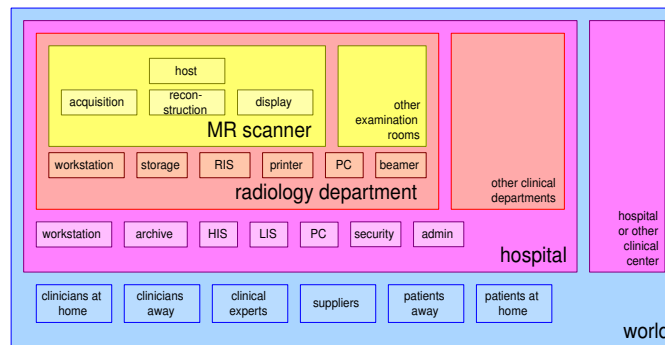 host
acquisition
recon-
struction
display
MR scanner
other
examination
rooms
workstation
storage
RIS
printer
PC
beamer
radiology department
other clinical
departments
workstation
archive
HIS
LIS
PC
security
admin
hospital
hospital
or other
clinical
center
clinicians at
home
clinicians
away
clinical
experts
suppliers
patients
away
patients at
home
world